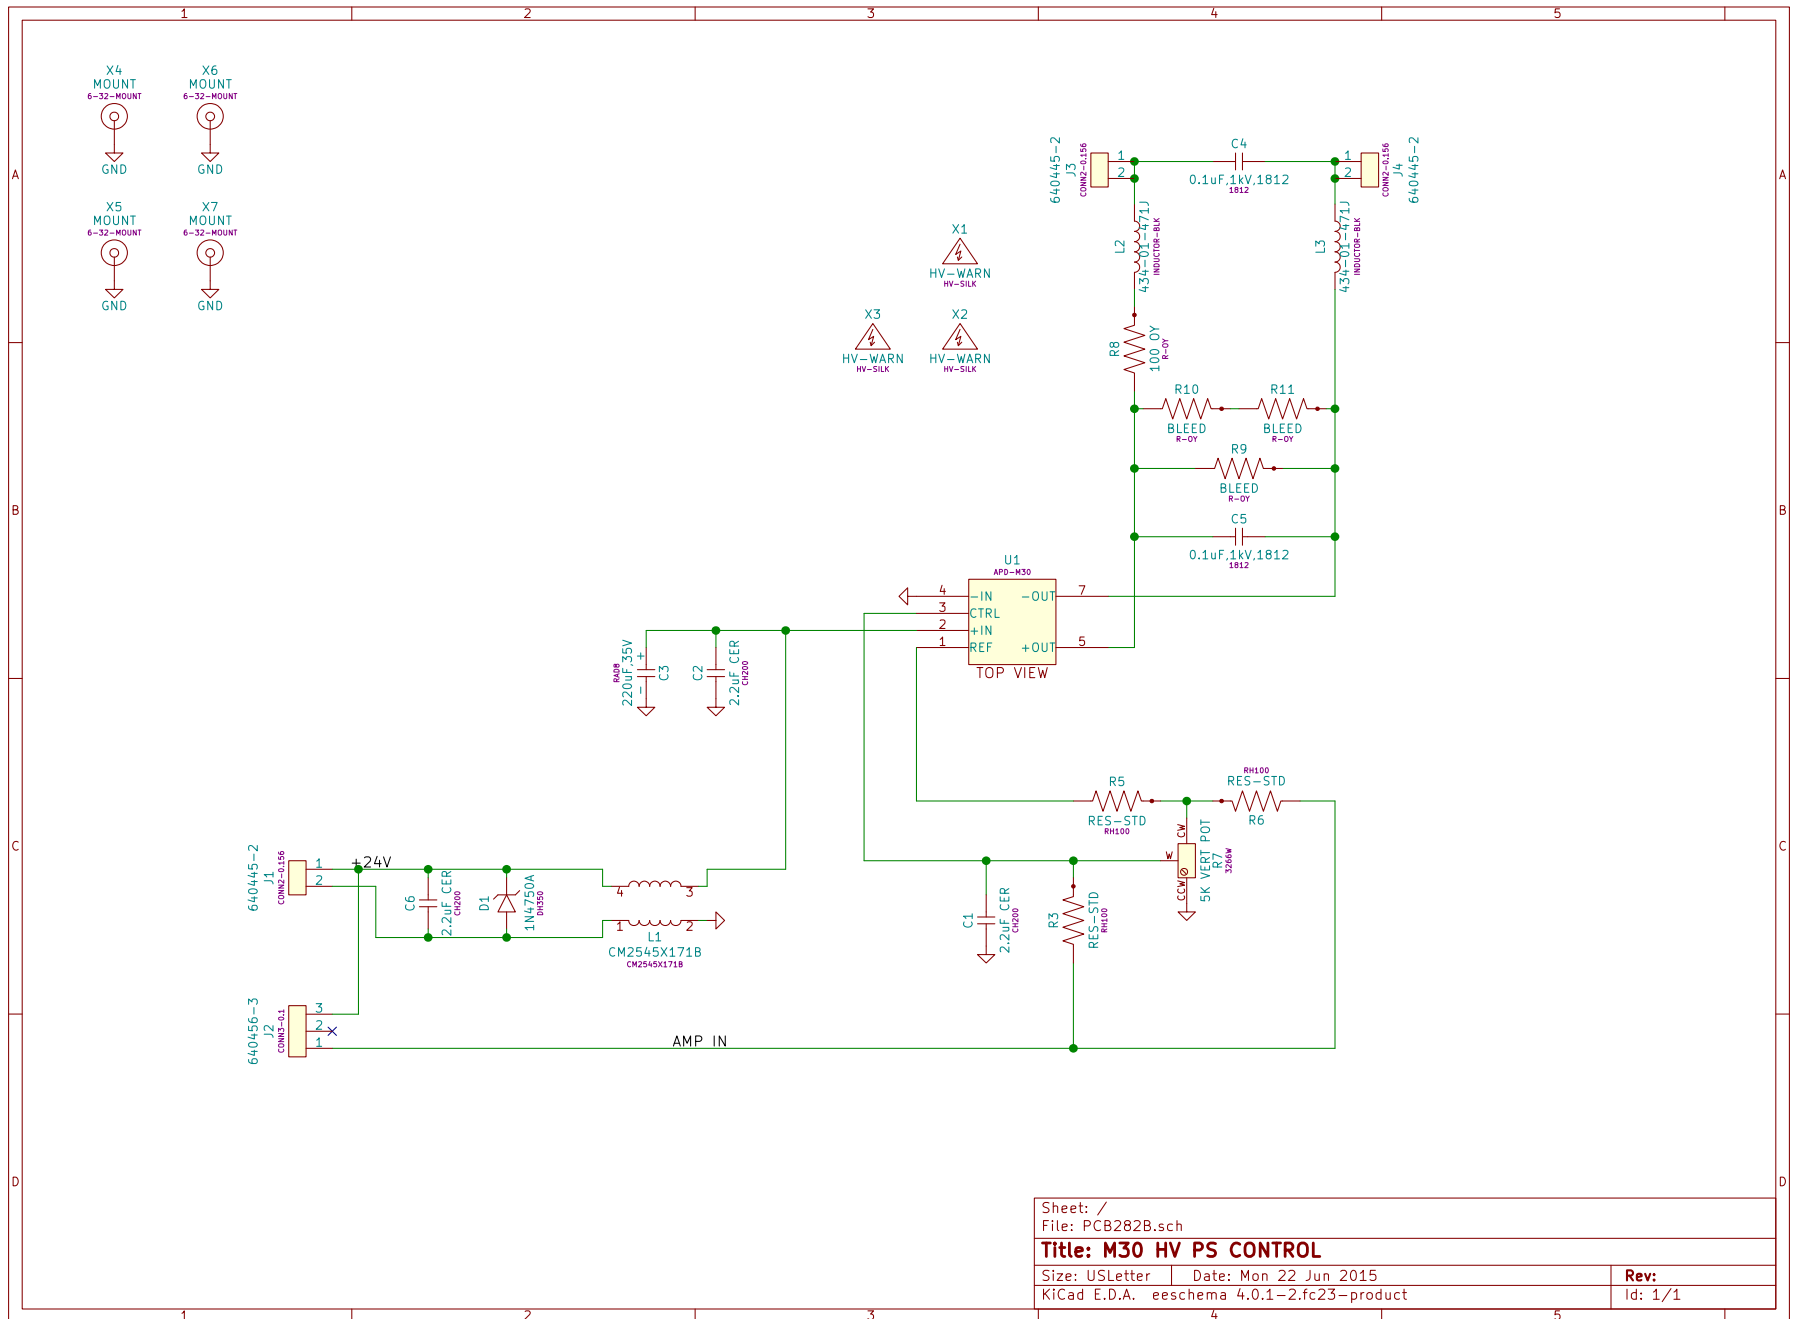 1 2 3 4 5
A
B
C
D
A
B
C
D
X4
MOUNT
6-32-MOUNT
GND
X6
MOUNT
6-32-MOUNT
GND
X5
MOUNT
6-32-MOUNT
GND
X7
MOUNT
6-32-MOUNT
GND
X1
HV-WARN
HV-SILK
X3
HV-WARN
HV-SILK
X2
HV-WARN
HV-SILK
640445-2
J3
CONN2-0.156
1
2
C4
0.1uF,1kV,1812
1812
1
2
CONN2-0.156
J4
640445-2
L2
434-01-471J
INDUCTOR-BLK
L3
434-01-471J
INDUCTOR-BLK
R8
100 OY
R-OY
R10
BLEED
R-OY
R11
BLEED
R-OY
R9
BLEED
R-OY
C5
0.1uF,1kV,1812
1812
U1
APD-M30
4 -IN
3 CTRL
2 +IN
1 REF
-OUT 7
+OUT 5
TOP VIEW
RAD8
220uF,35V
+
-
C3
C2
2.2uF CER
CH200
R5
RES-STD
RH100
RH100
RES-STD
R6
CW
W
CCW
5K VERT POT
R7
3266W
C1
2.2uF CER
CH200
R3
RES-STD
RH100
640445-2
J1
CONN2-0.156
1
2
+24V
C6
2.2uF CER
CH200
D1
1N4750A
DH350
4 3
1 2
L1
CM2545X171B
CM2545X171B
640456-3
J2
CONN3-0.1
3
2
1
AMP IN
Sheet: /
File: PCB282B.sch
Title: M30 HV PS CONTROL
Size: USLetter Date: Mon 22 Jun 2015 Rev:
KiCad E.D.A. eeschema 4.0.1-2.fc23-product Id: 1/1
1 2 3 4 5